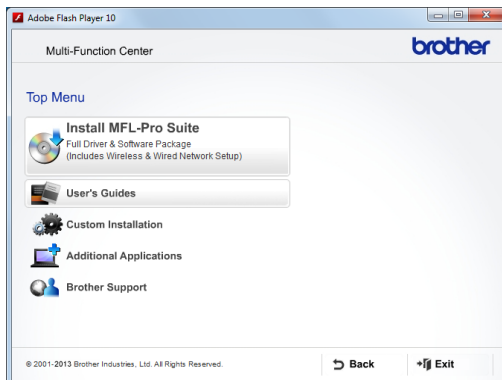 Adobe Flash Player 10
Multi-Function Center
brother
Top Menu
Install MFL-Pro Suite
Full Driver & Software Package
(Includes Wireless & Wired Network Setup)
User's Guides
Custom Installation
Additional Applications
Brother Support
© 2001-2013 Brother Industries, Ltd. All Rights Reserved.
Back
Exit